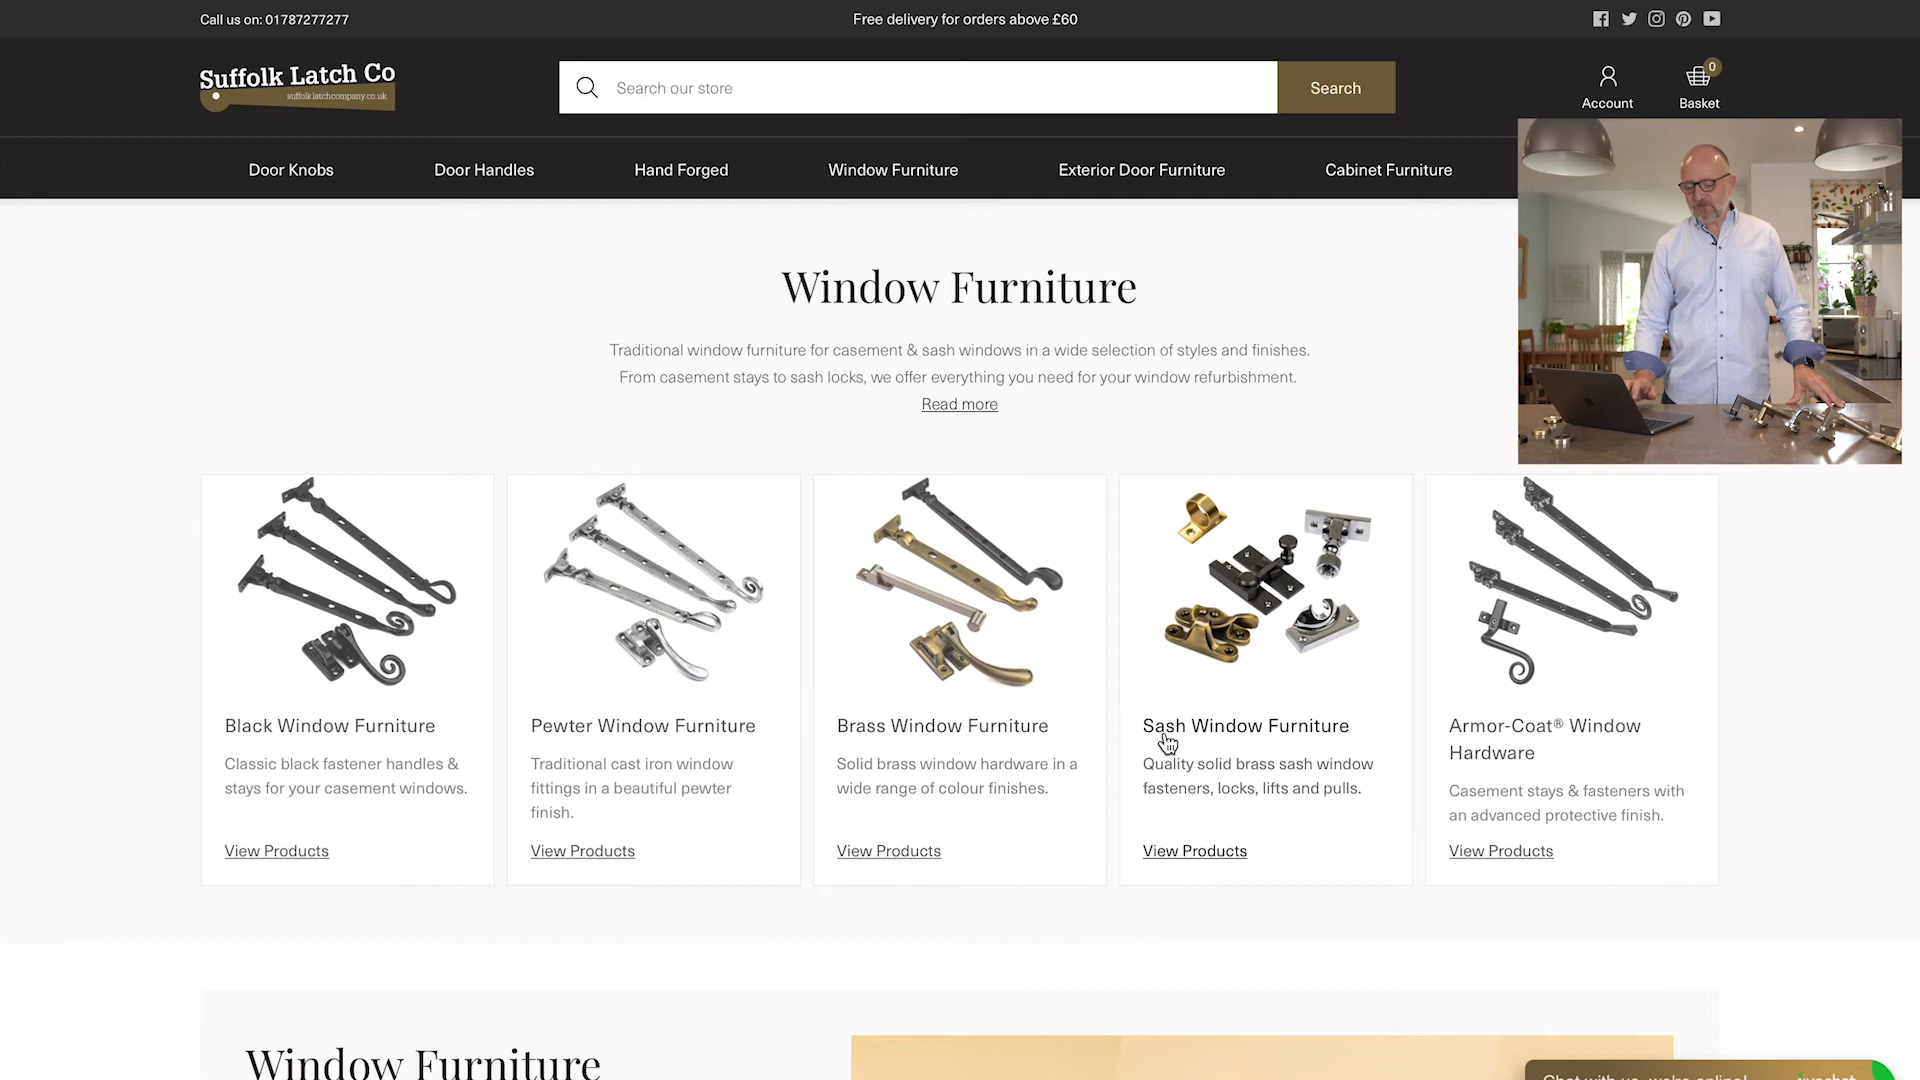 Call us on: 01787277277
Free delivery for orders above £60
Suffolk Latch Co
suffolklatchcompany.co.uk
Search our store
Search
Account
0
Basket
Door Knobs
Door Handles
Hand Forged
Window Furniture
Exterior Door Furniture
Cabinet Furniture
Window Furniture
Traditional window furniture for casement & sash windows in a wide selection of styles and finishes.
From casement stays to sash locks, we offer everything you need for your window refurbishment.
Read more
Black Window Furniture
Classic black fastener handles &
stays for your casement windows.
View Products
Pewter Window Furniture
Traditional cast iron window
fittings in a beautiful pewter
finish.
View Products
Brass Window Furniture
Solid brass window hardware in a
wide range of colour finishes.
View Products
Sash Window Furniture
Quality solid brass sash window
fasteners, locks, lifts and pulls.
View Products
Armor-Coat® Window
Hardware
Casement stays & fasteners with
an advanced protective finish.
View Products
Window Furniture
Chat with us, we're online!